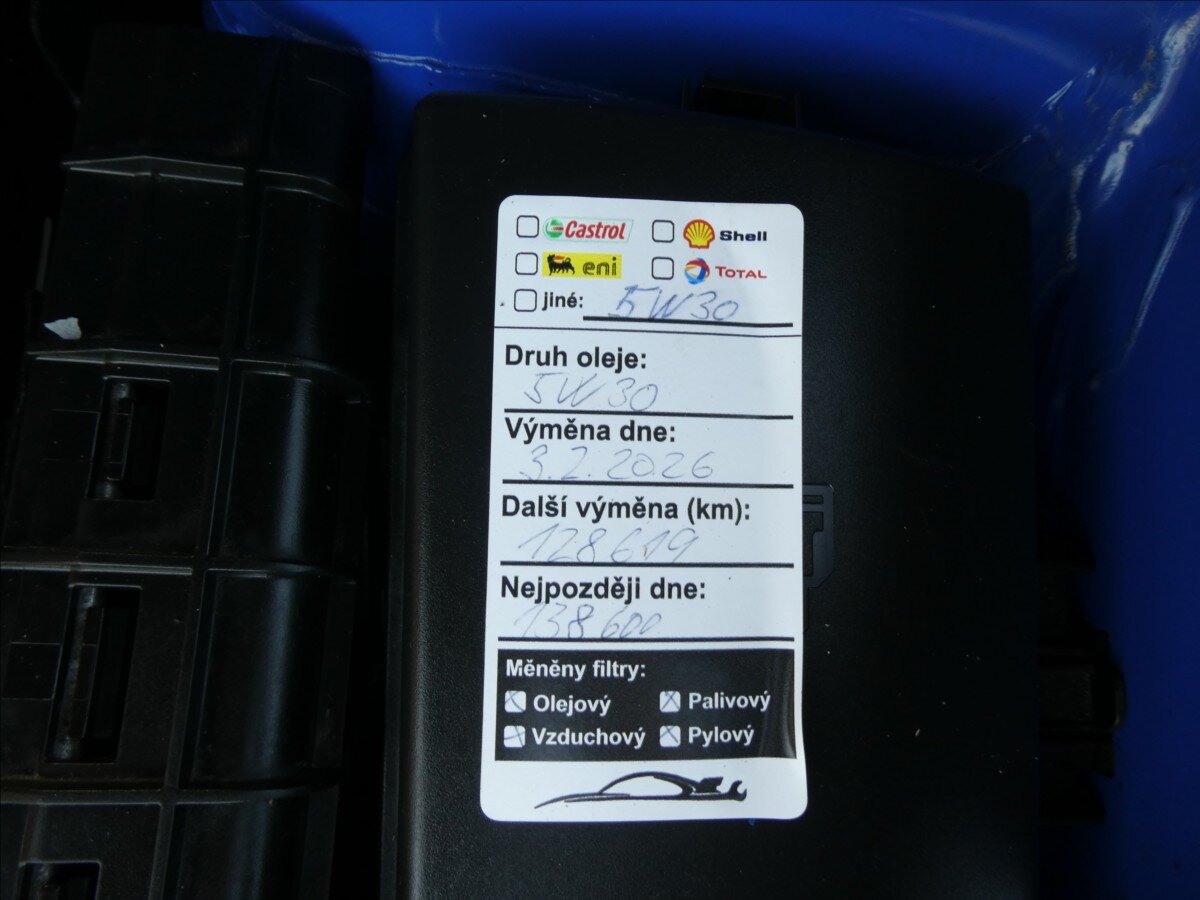 Castrol Shell
eni TOTAL
jiné: 5W30
Druh oleje:
5W30
Výměna dne:
3.2.2026
Další výměna (km):
128619
Nejpozději dne:
138600
Měněny filtry:
Olejový Palivový
Vzduchový Pylový